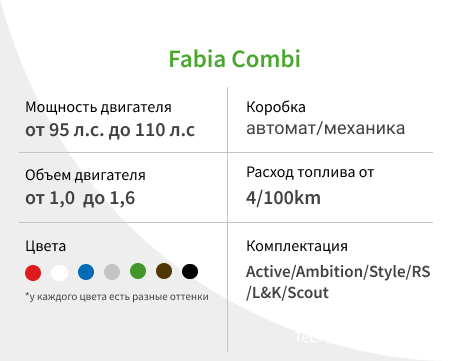 Fabia Combi
Мощность двигателя
от 95 л.с. до 110 л.с
Коробка
автомат/механика
Объем двигателя
от 1,0 до 1,6
Расход топлива от
4/100km
Цвета
*у каждого цвета есть разные оттенки
Комплектация
Active/Ambition/Style/RS
/L&K/Scout